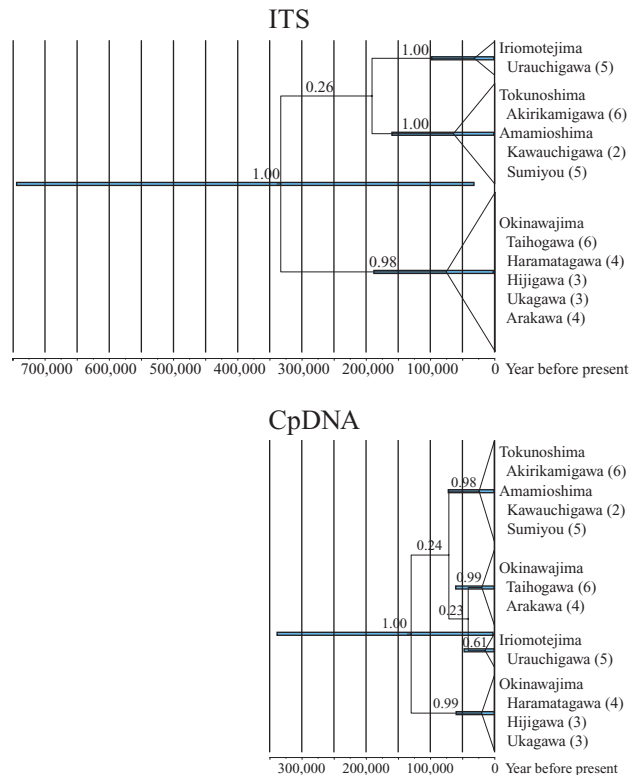 ITS
1.00
Iriomotejima
Urauchigawa (5)
0.26
Tokunoshima
Akirikamigawa (6)
1.00
Amamioshima
Kawauchigawa (2)
Sumiyou (5)
1.00
Okinawajima
Taihogawa (6)
0.98
Haramatagawa (4)
Hijigawa (3)
Ukagawa (3)
Arakawa (4)
700,000 600,000 500,000 400,000 300,000 200,000 100,000 0 Year before present
CpDNA
Tokunoshima
0.98
Akirikamigawa (6)
Amamioshima
Kawauchigawa (2)
Sumiyou (5)
0.24
Okinawajima
0.99
Taihogawa (6)
Arakawa (4)
0.23
1.00
Iriomotejima
0.61
Urauchigawa (5)
Okinawajima
0.99
Haramatagawa (4)
Hijigawa (3)
Ukagawa (3)
300,000 200,000 100,000 0 Year before present